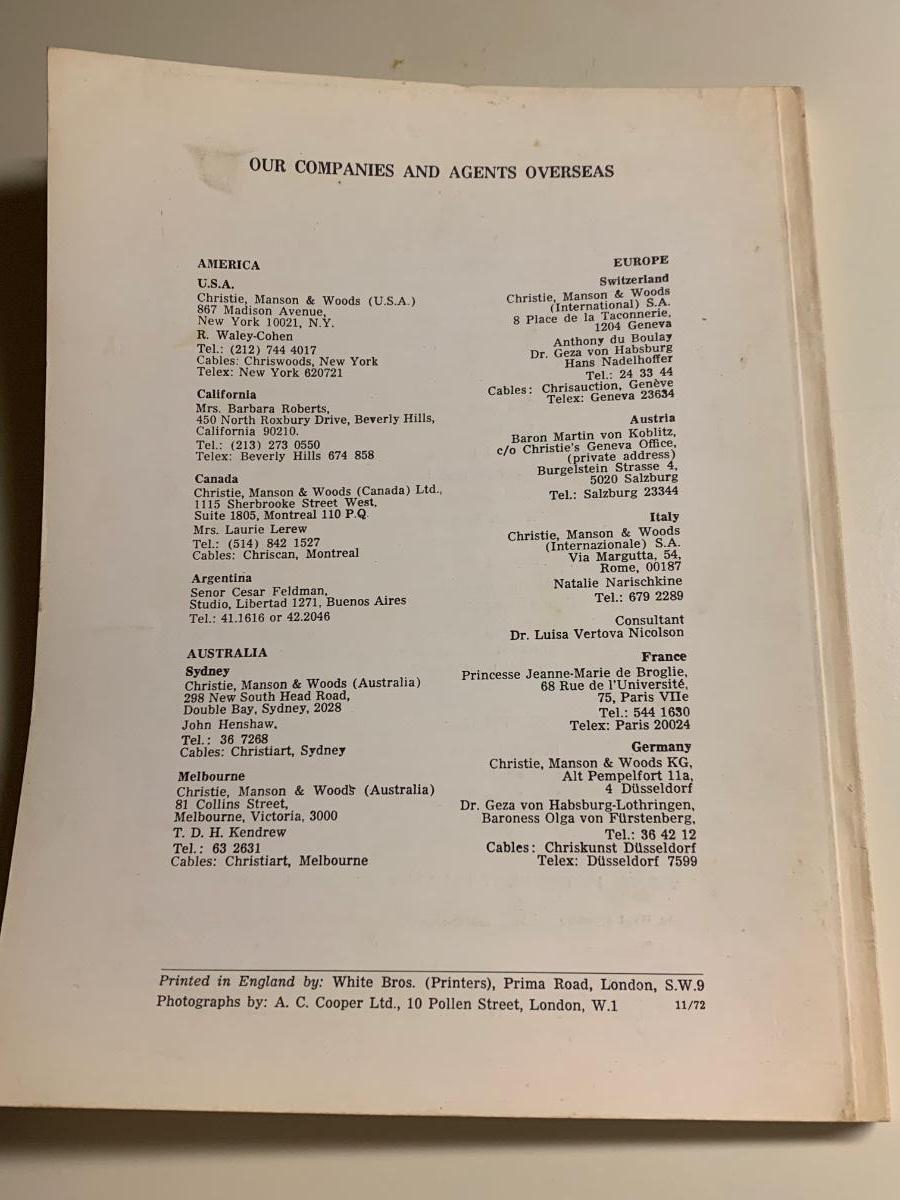 OUR COMPANIES AND AGENTS OVERSEAS
AMERICA
U.S.A.
Christie, Manson & Woods (U.S.A.)
867 Madison Avenue,
New York 10021, N.Y.
R. Waley-Cohen
Tel.: (212) 744 4017
Cables: Chriswoods, New York
Telex: New York 620721
California
Mrs. Barbara Roberts,
450 North Roxbury Drive, Beverly Hills,
California 90210.
Tel.: (213) 273 0550
Telex: Beverly Hills 674 858
Canada
Christie, Manson & Woods (Canada) Ltd.,
1115 Sherbrooke Street West,
Suite 1805, Montreal 110 P.Q.
Mrs. Laurie Lerew
Tel.: (514) 842 1527
Cables: Chriscan, Montreal
Argentina
Senor Cesar Feldman,
Studio, Libertad 1271, Buenos Aires
Tel.: 41.1616 or 42.2046
AUSTRALIA
Sydney
Christie, Manson & Woods (Australia)
298 New South Head Road,
Double Bay, Sydney, 2028
John Henshaw,
Tel.: 36 7268
Cables: Christiart, Sydney
Melbourne
Christie, Manson & Woods (Australia)
81 Collins Street,
Melbourne, Victoria, 3000
T. D. H. Kendrew
Tel.: 63 2631
Cables: Christiart, Melbourne
EUROPE
Switzerland
Christie, Manson & Woods
(International) S.A.
8 Place de la Taconnerie,
1204 Geneva
Anthony du Boulay
Dr. Geza von Habsburg
Hans Nadelhoffer
Tel.: 24 33 44
Cables: Chrisauction, Genève
Telex: Geneva 23634
Austria
Baron Martin von Koblitz,
c/o Christie's Geneva Office,
(private address)
Burgelstein Strasse 4,
5020 Salzburg
Tel.: Salzburg 23344
Italy
Christie, Manson & Woods
(Internazionale) S.A.
Via Margutta, 54,
Rome, 00187
Natalie Narischkine
Tel.: 679 2289
Consultant
Dr. Luisa Vertova Nicolson
France
Princesse Jeanne-Marie de Broglie,
68 Rue de l'Université,
75, Paris VIIe
Tel.: 544 1630
Telex: Paris 20024
Germany
Christie, Manson & Woods KG,
Alt Pempelfort 11a,
4 Düsseldorf
Dr. Geza von Habsburg-Lothringen,
Baroness Olga von Fürstenberg,
Tel.: 36 42 12
Cables: Chriskunst Düsseldorf
Telex: Düsseldorf 7599
Printed in England by: White Bros. (Printers), Prima Road, London, S.W.9
Photographs by: A. C. Cooper Ltd., 10 Pollen Street, London, W.1 11/72